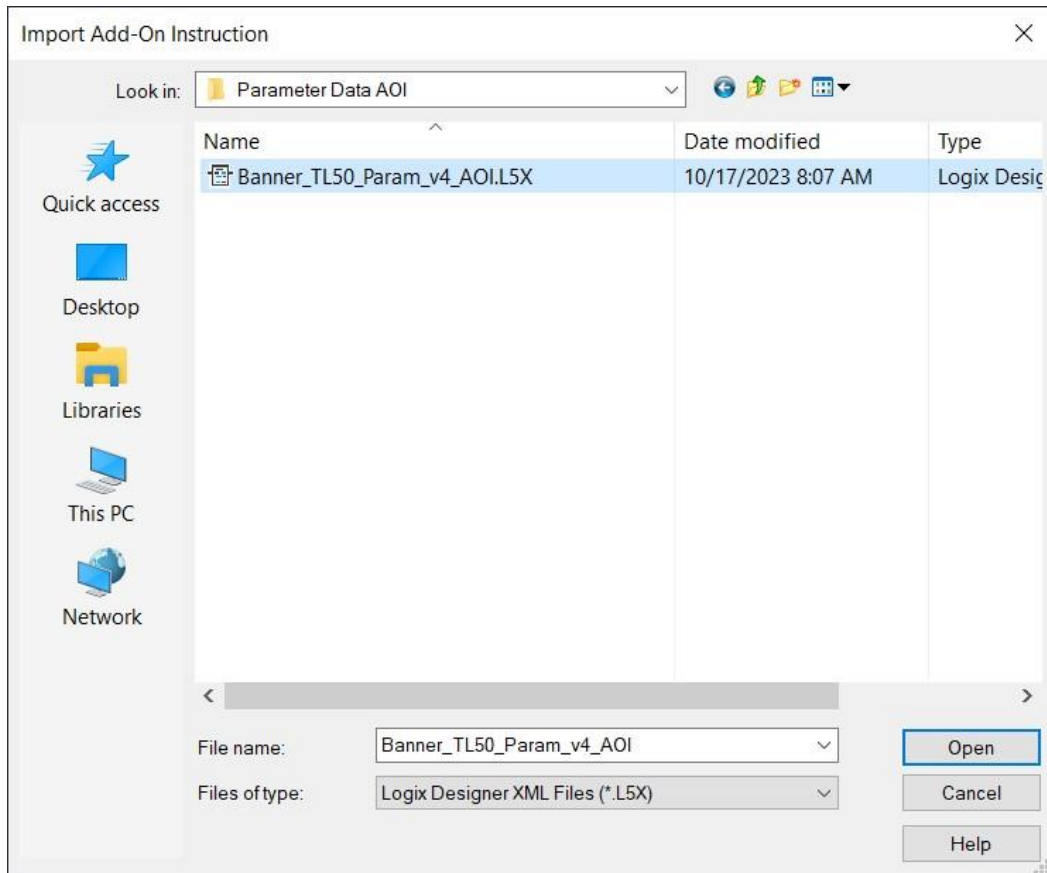 Import Add-On Instruction
Look in: Parameter Data AOI
Name Date modified Type
Banner_TL50_Param_v4_AOI.L5X 10/17/2023 8:07 AM Logix Desig
Quick access
Desktop
Libraries
This PC
Network
File name: Banner_TL50_Param_v4_AOI Open
Files of type: Logix Designer XML Files (*.L5X) Cancel
Help